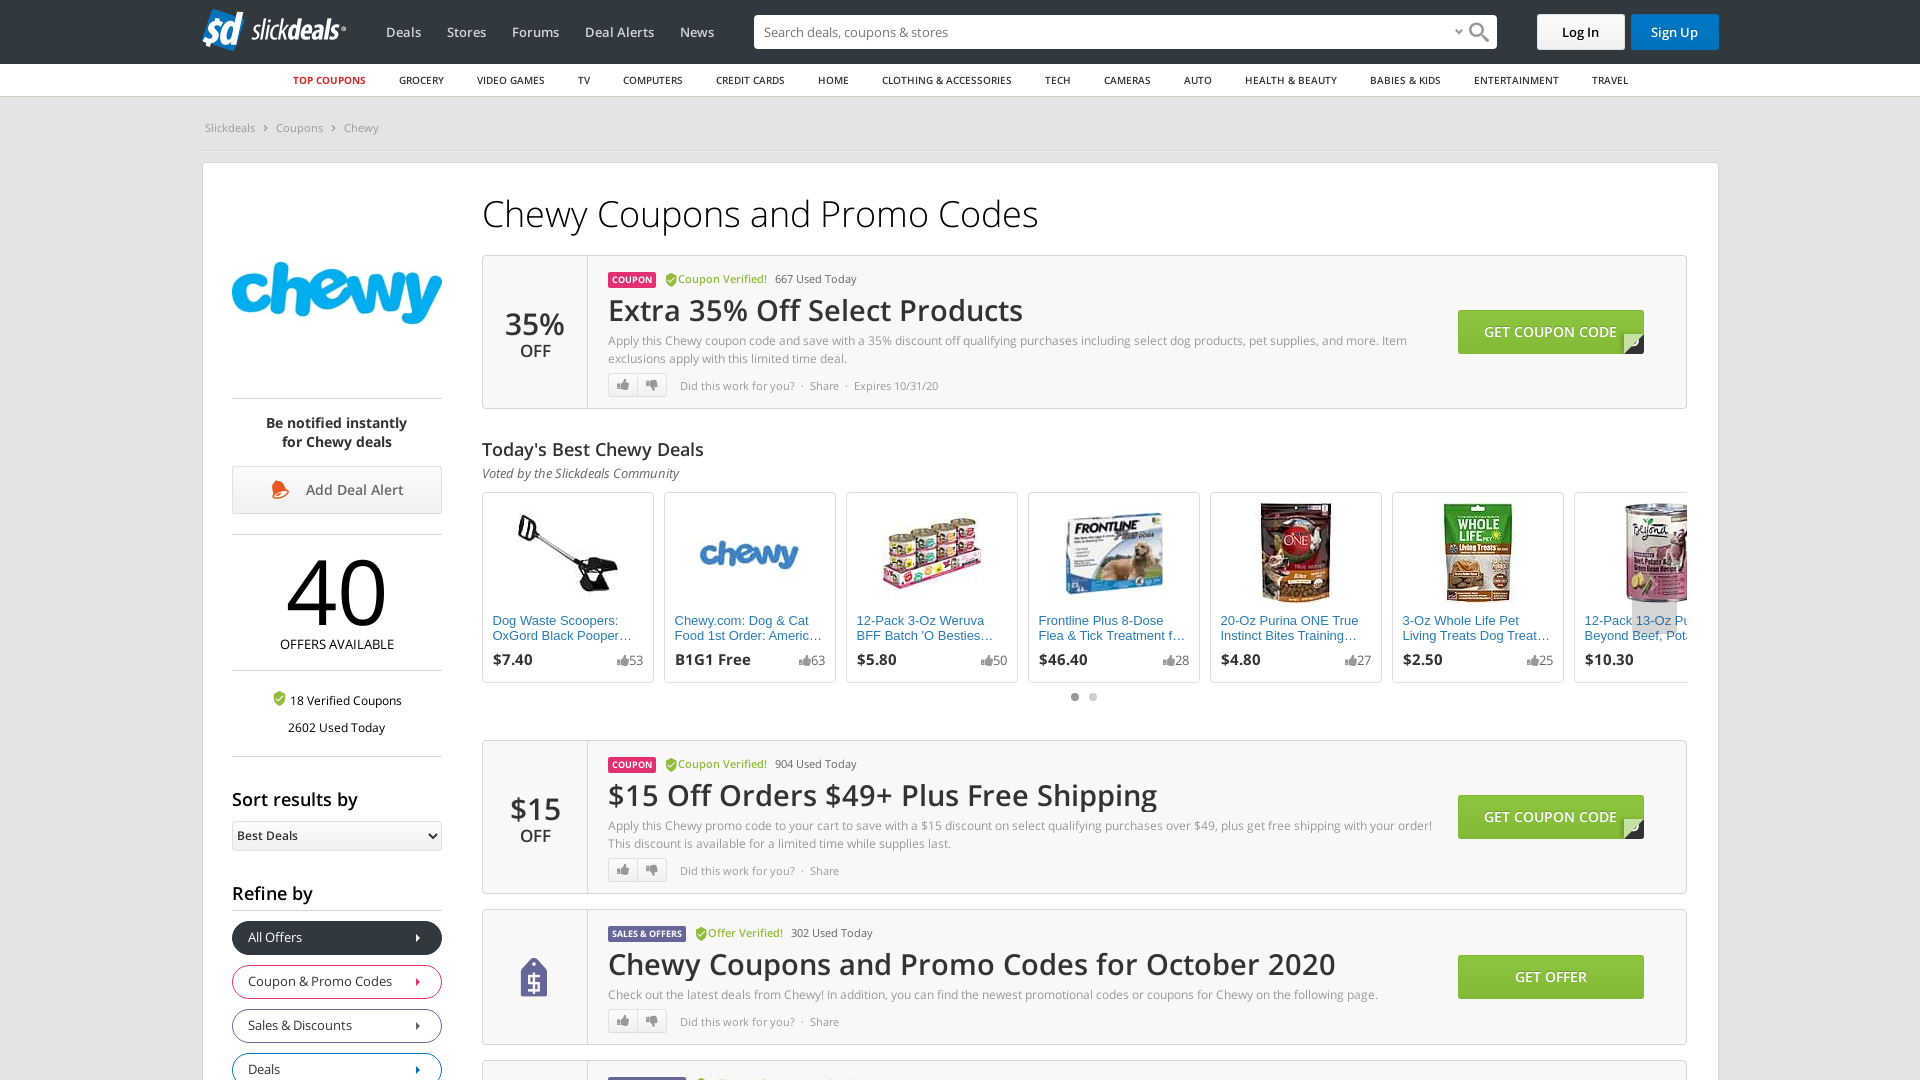 slickdeals
Deals
Stores
Forums
Deal Alerts
News
Search deals, coupons & stores
Log In
Sign Up
TOP COUPONS
GROCERY
VIDEO GAMES
TV
COMPUTERS
CREDIT CARDS
HOME
CLOTHING & ACCESSORIES
TECH
CAMERAS
AUTO
HEALTH & BEAUTY
BABIES & KIDS
ENTERTAINMENT
TRAVEL
Slickdeals > Coupons > Chewy
chewy
Be notified instantly
for Chewy deals
Add Deal Alert
40
OFFERS AVAILABLE
18 Verified Coupons
2602 Used Today
Sort results by
Best Deals
Refine by
All Offers
Coupon & Promo Codes
Sales & Discounts
Deals
Chewy Coupons and Promo Codes
35%
OFF
COUPON Coupon Verified! 667 Used Today
Extra 35% Off Select Products
Apply this Chewy coupon code and save with a 35% discount off qualifying purchases including select dog products, pet supplies, and more. Item
exclusions apply with this limited time deal.
Did this work for you? · Share · Expires 10/31/20
GET COUPON CODE
Today's Best Chewy Deals
Voted by the Slickdeals Community
Dog Waste Scoopers:
OxGord Black Pooper…
$7.40
53
chewy
Chewy.com: Dog & Cat
Food 1st Order: Americ…
B1G1 Free
63
12-Pack 3-Oz Weruva
BFF Batch 'O Besties…
$5.80
50
FRONTLINE
Frontline Plus 8-Dose
Flea & Tick Treatment f…
$46.40
28
ONE
20-Oz Purina ONE True
Instinct Bites Training…
$4.80
27
WHOLE
LIFE PET
Living Treats
3-Oz Whole Life Pet
Living Treats Dog Treat…
$2.50
25
Beyond
12-Pack 13-Oz Pu
Beyond Beef, Pot
$10.30
$15
OFF
COUPON Coupon Verified! 904 Used Today
$15 Off Orders $49+ Plus Free Shipping
Apply this Chewy promo code to your cart to save with a $15 discount on select qualifying purchases over $49, plus get free shipping with your order!
This discount is available for a limited time while supplies last.
Did this work for you? · Share
GET COUPON CODE
SALES & OFFERS Offer Verified! 302 Used Today
Chewy Coupons and Promo Codes for October 2020
Check out the latest deals from Chewy! In addition, you can find the newest promotional codes or coupons for Chewy on the following page.
Did this work for you? · Share
GET OFFER